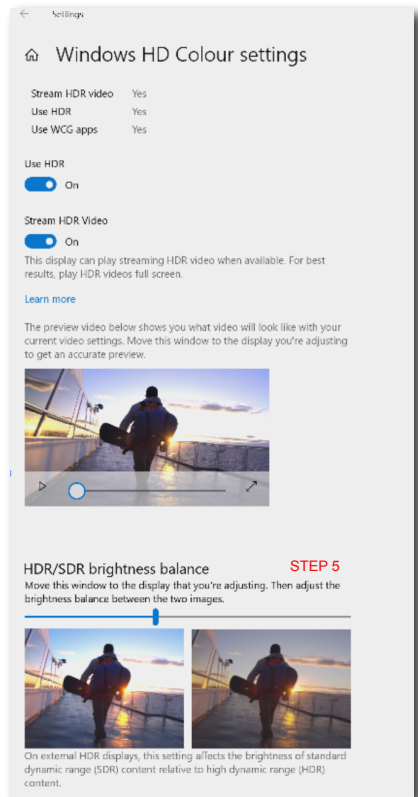 Settings
Windows HD Colour settings
Stream HDR video Yes
Use HDR Yes
Use WCG apps Yes
Use HDR
On
Stream HDR Video
On
This display can play streaming HDR video when available. For best
results, play HDR videos full screen.
Learn more
The preview video below shows you what video will look like with your
current video settings. Move this window to the display you're adjusting
to get an accurate preview.
HDR/SDR brightness balance STEP 5
Move this window to the display that you're adjusting. Then adjust the
brightness balance between the two images.
On external HDR displays, this setting affects the brightness of standard
dynamic range (SDR) content relative to high dynamic range (HDR)
content.